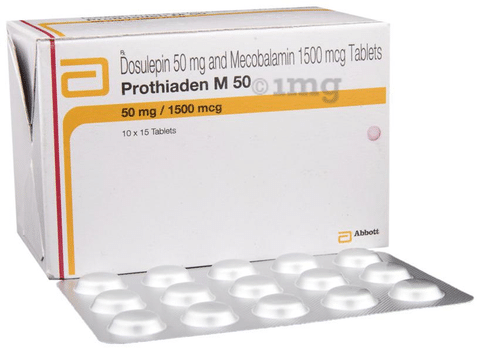 Rx
Dosulepin 50 mg and Mecobalamin 1500 mcg Tablets
Prothiaden M 50
© 1mg
50 mg / 1500 mcg
10 x 15 Tablets
Abbott